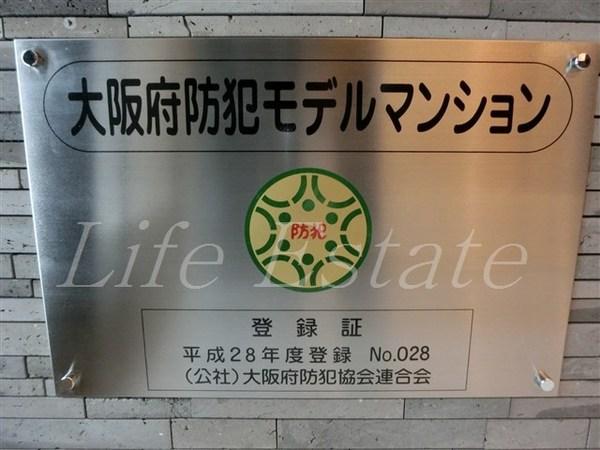 大阪府防犯モデルマンション
防犯
Life Estate
登録証
平成28年度登録 No.028
(公社)大阪府防犯協会連合会